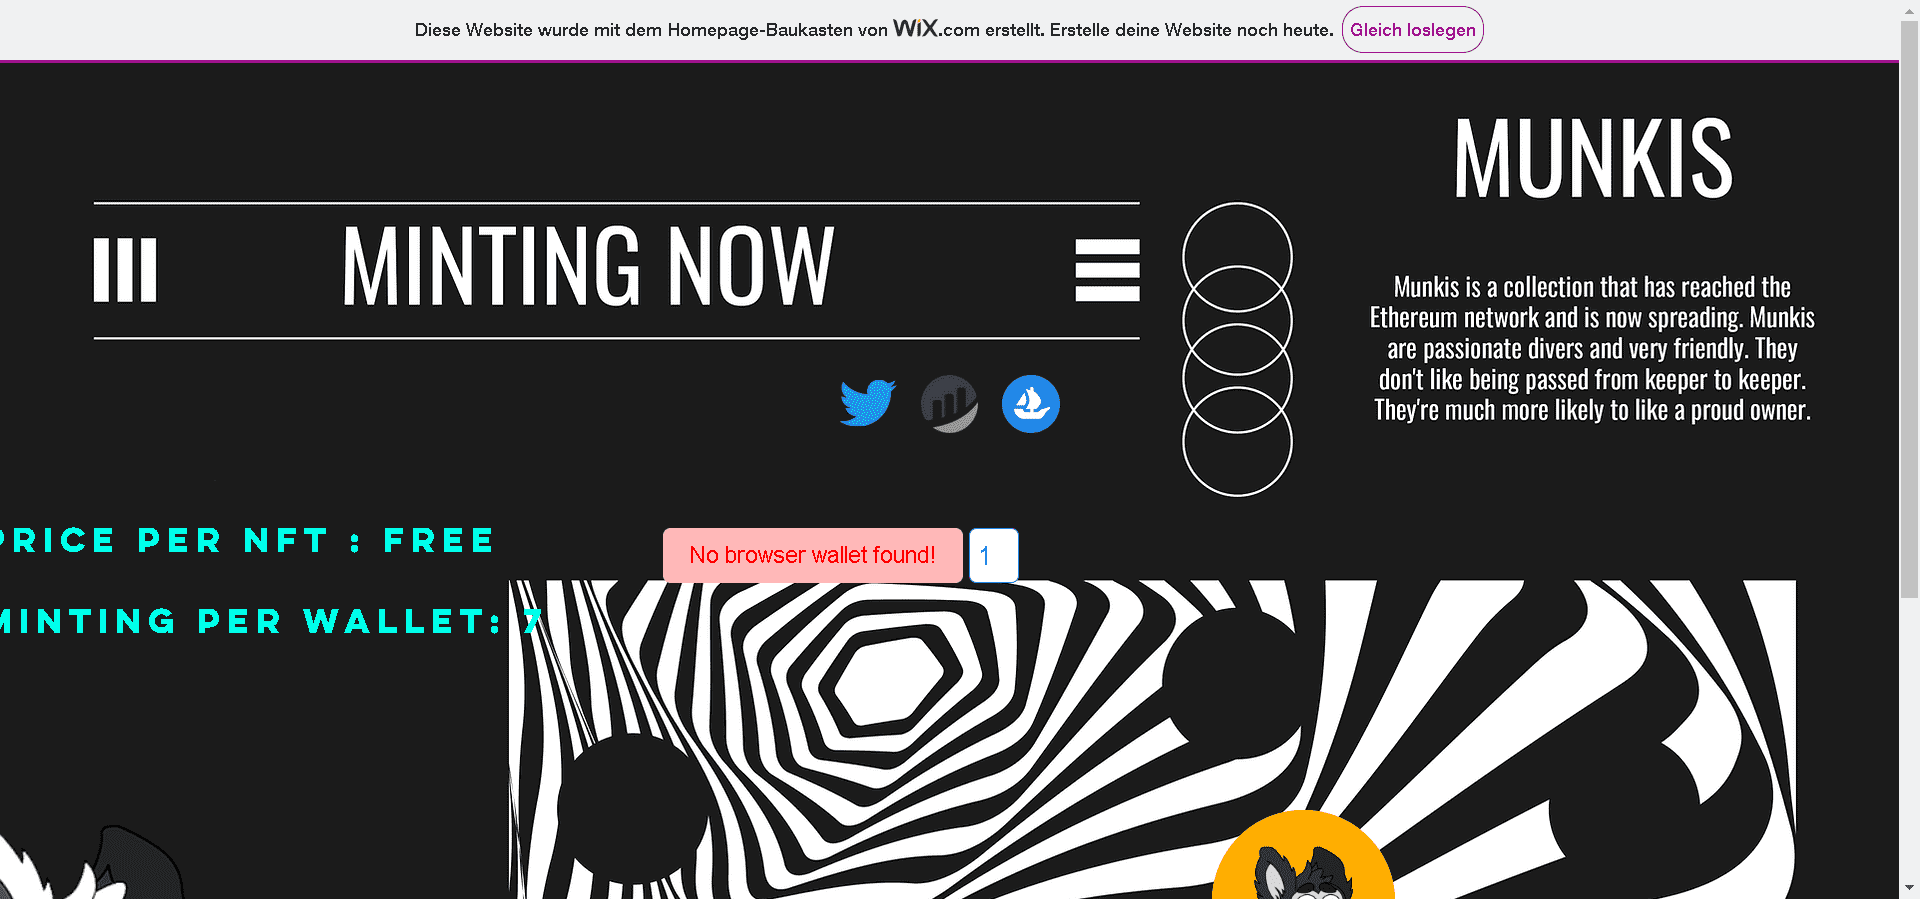 Diese Website wurde mit dem Homepage-Baukasten von WiX.com erstellt. Erstelle deine Website noch heute. Gleich loslegen
MUNKIS
MINTING NOW
Munkis is a collection that has reached the
Ethereum network and is now spreading. Munkis
are passionate divers and very friendly. They
don't like being passed from keeper to keeper.
They're much more likely to like a proud owner.
PRICE PER NFT : FREE
No browser wallet found! 1
MINTING PER WALLET: 7